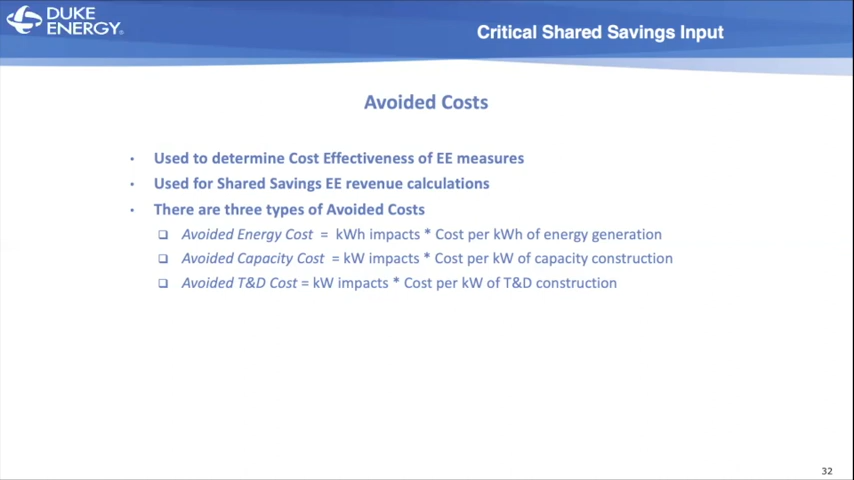 DUKE
ENERGY®
Critical Shared Savings Input
Avoided Costs
• Used to determine Cost Effectiveness of EE measures
• Used for Shared Savings EE revenue calculations
• There are three types of Avoided Costs
❑ Avoided Energy Cost = kWh impacts * Cost per kWh of energy generation
❑ Avoided Capacity Cost = kW impacts * Cost per kW of capacity construction
❑ Avoided T&D Cost = kW impacts * Cost per kW of T&D construction
32